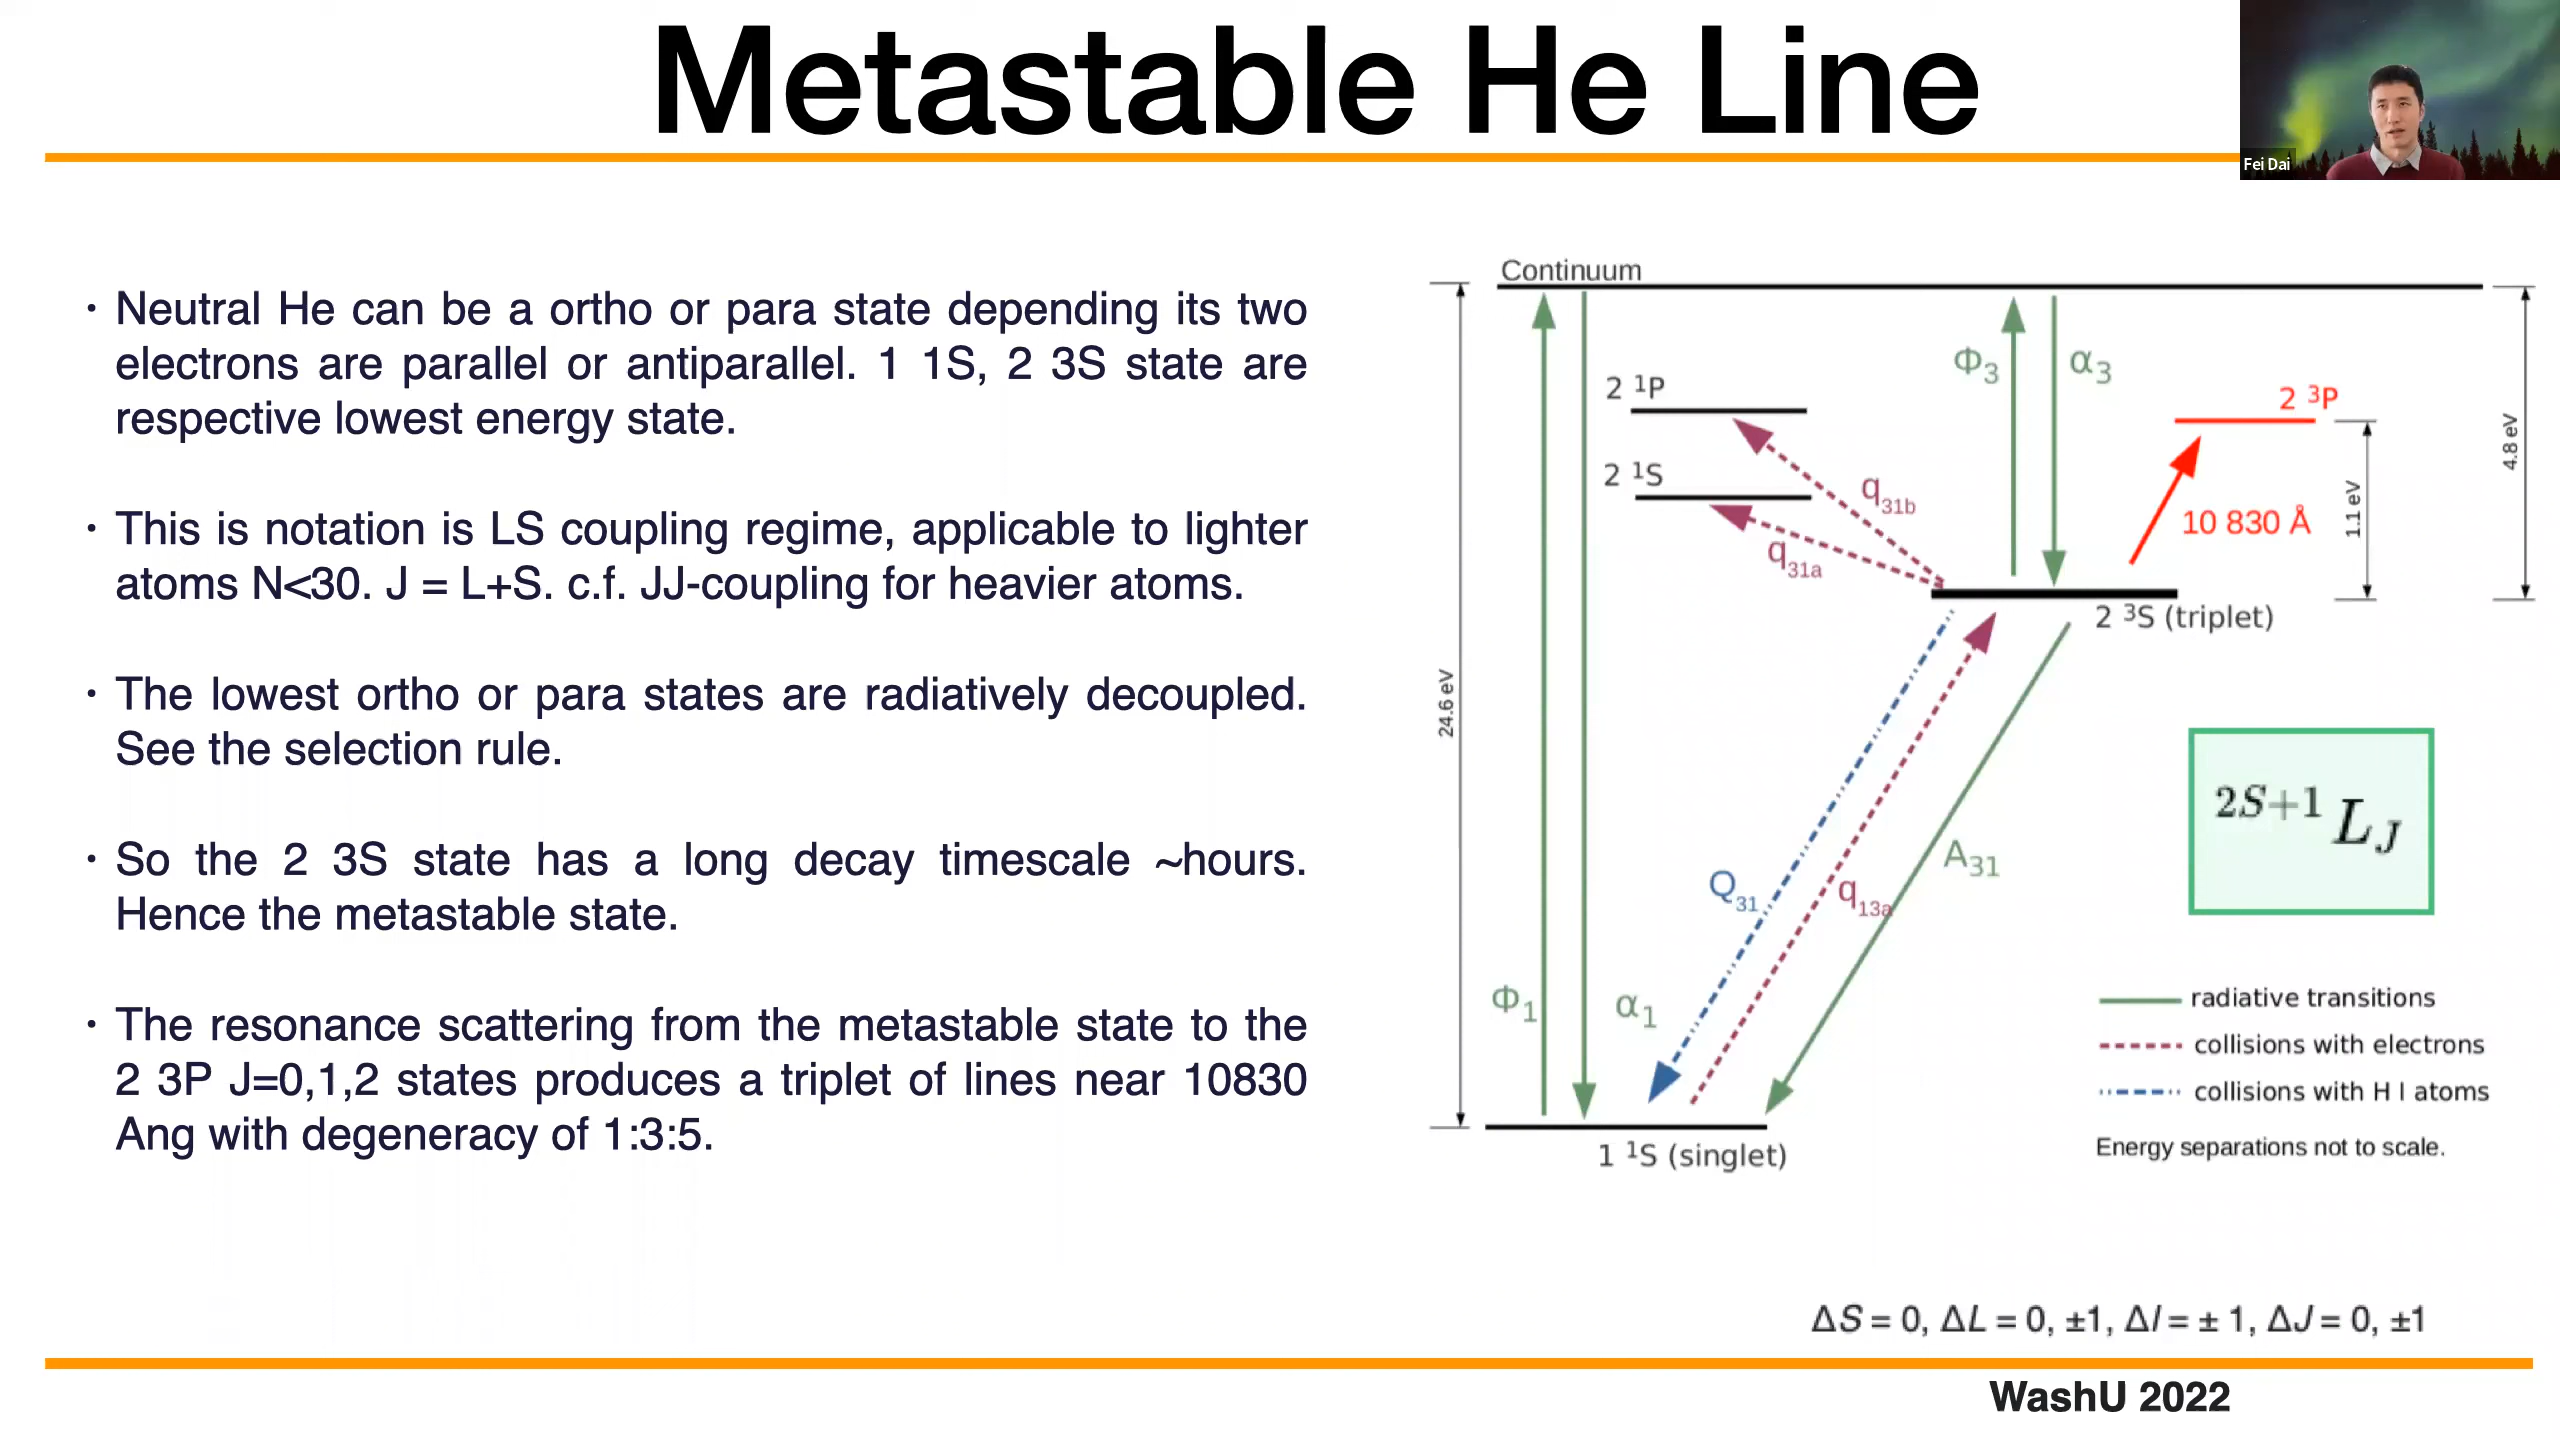 Metastable He Line
Fei Dai
· Neutral He can be a ortho or para state depending its two
electrons are parallel or antiparallel. 1 1S, 2 3S state are
respective lowest energy state.
· This is notation is LS coupling regime, applicable to lighter
atoms N<30. J = L+S. c.f. JJ-coupling for heavier atoms.
· The lowest ortho or para states are radiatively decoupled.
See the selection rule.
· So the 2 3S state has a long decay timescale ~hours.
Hence the metastable state.
· The resonance scattering from the metastable state to the
2 3P J=0,1,2 states produces a triplet of lines near 10830
Ang with degeneracy of 1:3:5.
Continuum
Φ₃
α₃
2 ¹P
2 ³P
4.8 eV
2 ¹S
q₃₁b
1.1 eV
10 830 Å
q₃₁a
2 ³S (triplet)
24.6 eV
2S+1 L J
A₃₁
Q₃₁
q₁₃a
Φ₁
α₁
radiative transitions
collisions with electrons
collisions with H I atoms
Energy separations not to scale.
1 ¹S (singlet)
ΔS = 0, ΔL = 0, ±1, Δl = ± 1, ΔJ = 0, ±1
WashU 2022